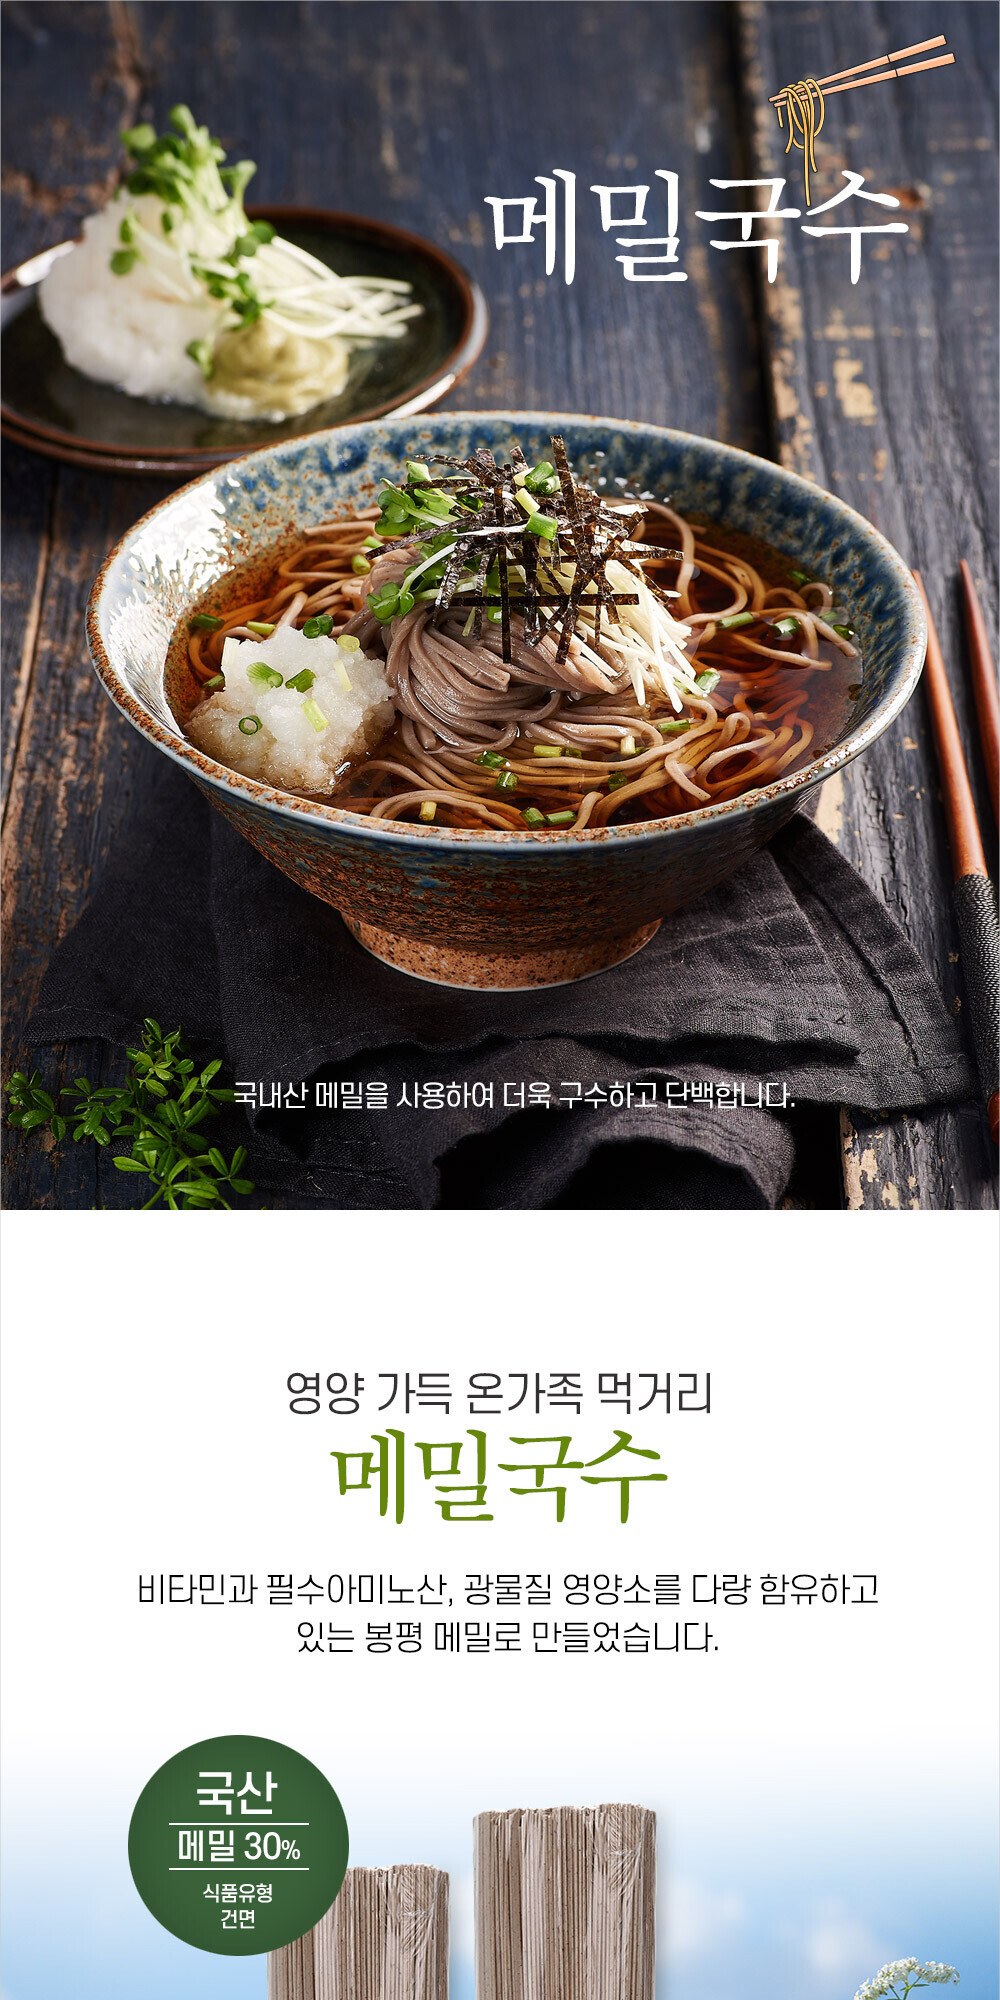 메밀국수
국내산 메밀을 사용하여 더욱 구수하고 단백합니다.
영양 가득 온가족 먹거리
메밀국수
비타민과 필수아미노산, 광물질 영양소를 다량 함유하고
있는 봉평 메밀로 만들었습니다.
국산
메밀 30%
식품유형
건면